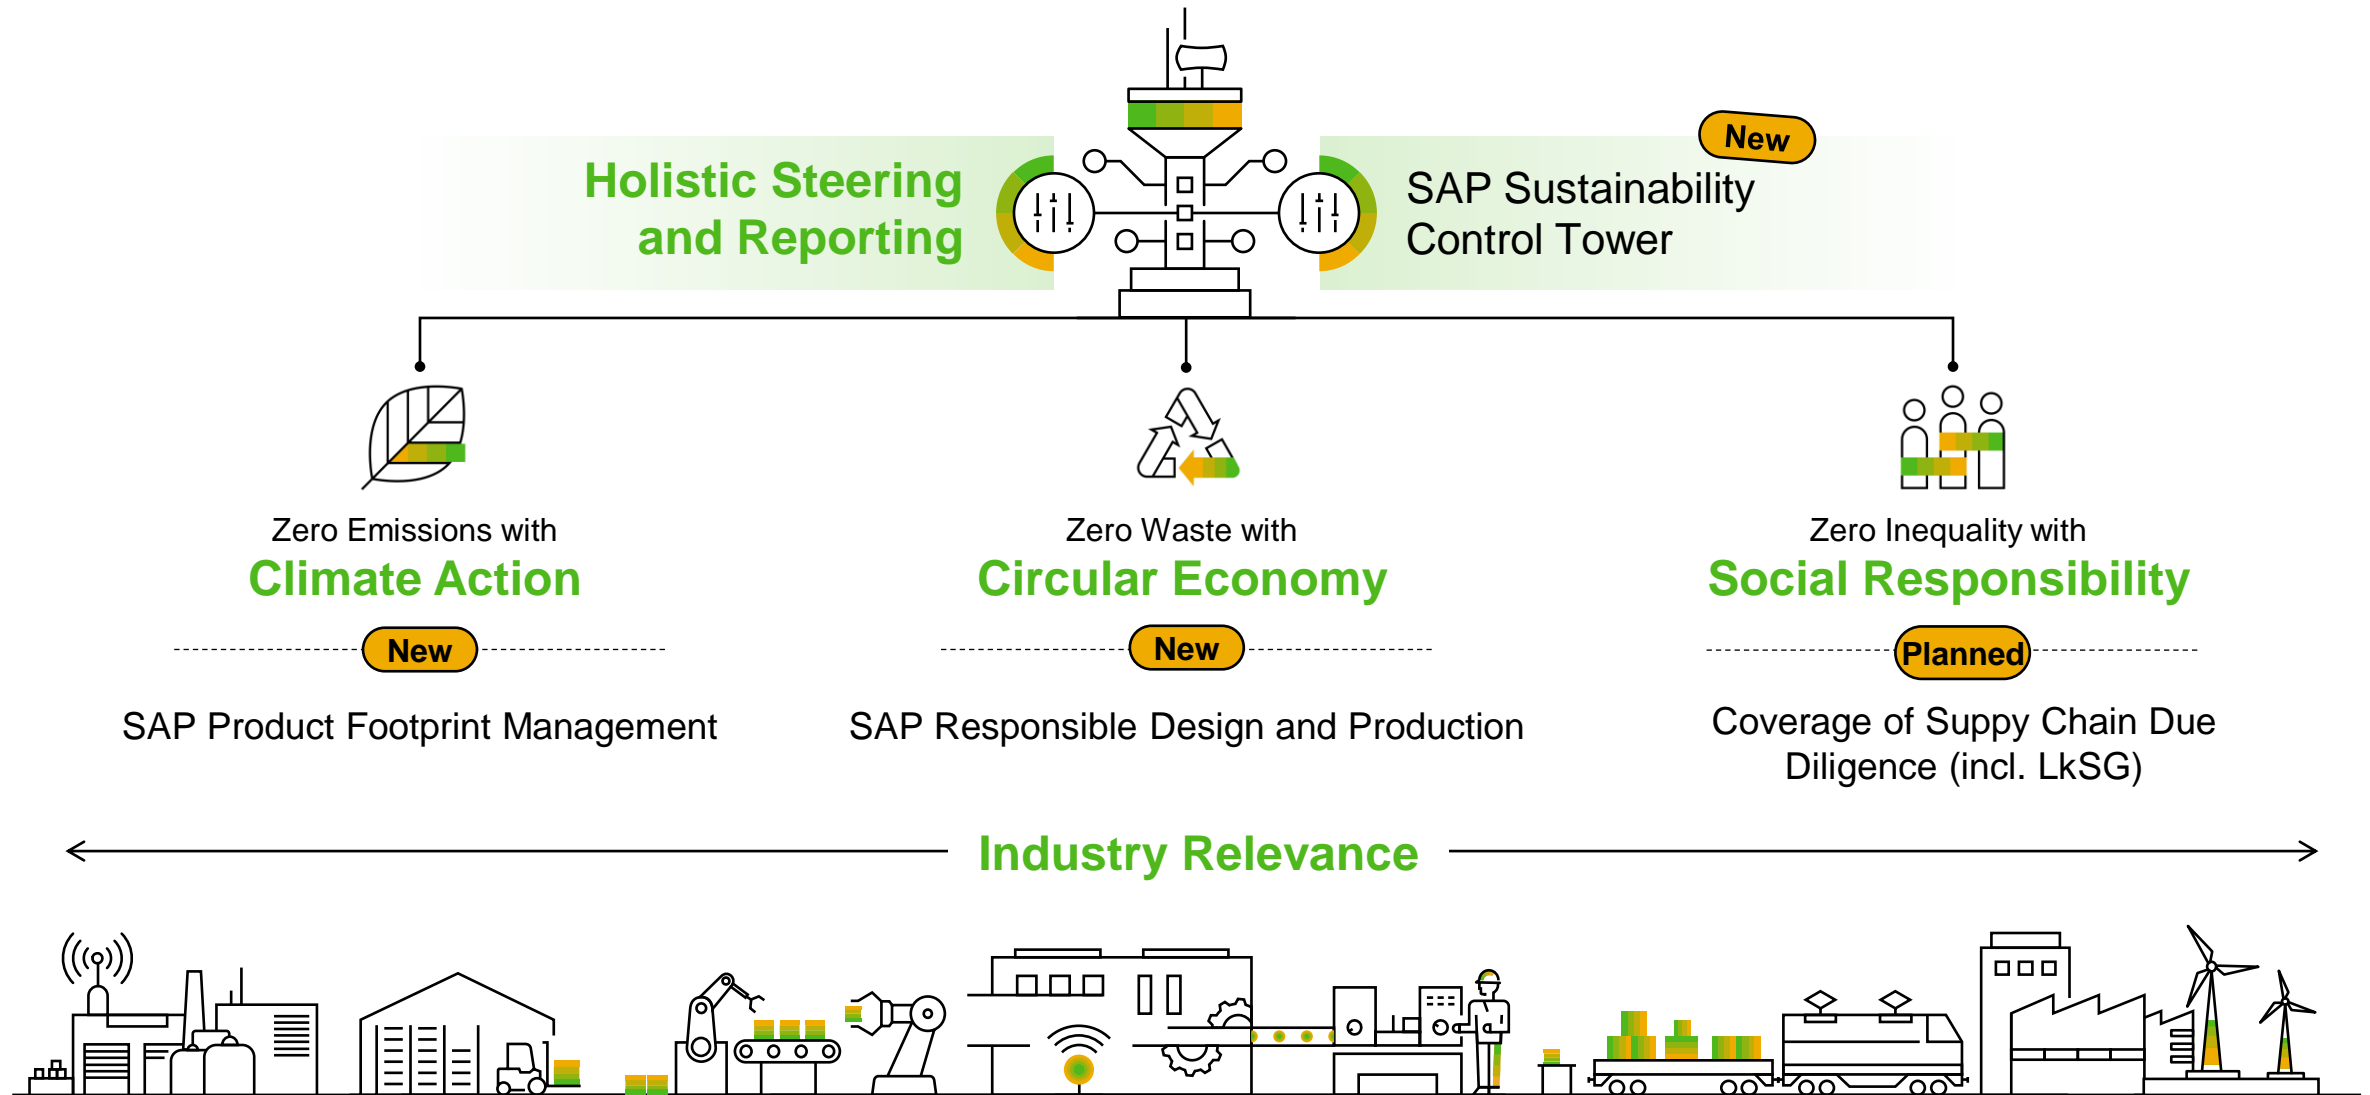 New
Holistic Steering
and Reporting
SAP Sustainability
Control Tower
Zero Emissions with
Climate Action
New
SAP Product Footprint Management
Zero Waste with
Circular Economy
New
SAP Responsible Design and Production
Zero Inequality with
Social Responsibility
Planned
Coverage of Suppy Chain Due
Diligence (incl. LkSG)
Industry Relevance